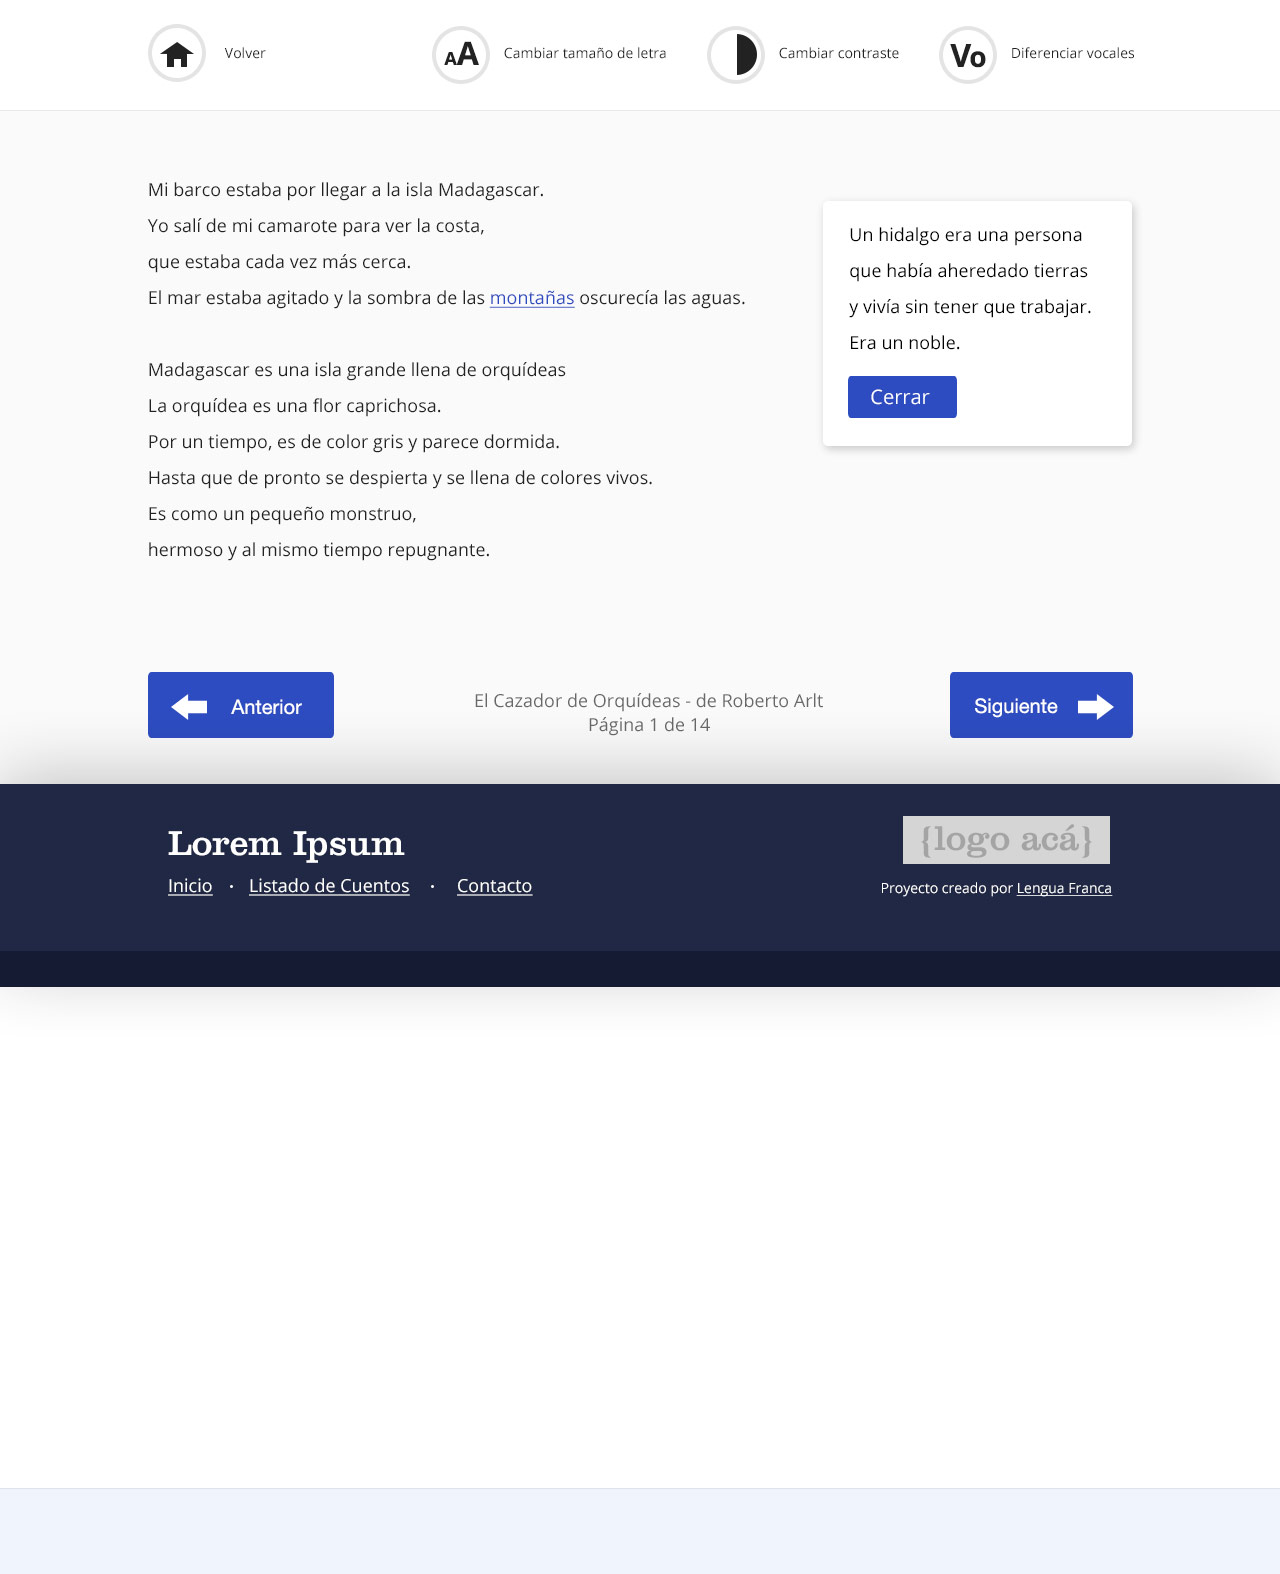 Volver
AA Cambiar tamaño de letra
Cambiar contraste
Vo Diferenciar vocales
Mi barco estaba por llegar a la isla Madagascar.
Yo salí de mi camarote para ver la costa,
que estaba cada vez más cerca.
El mar estaba agitado y la sombra de las montañas oscurecía las aguas.
Madagascar es una isla grande llena de orquídeas
La orquídea es una flor caprichosa.
Por un tiempo, es de color gris y parece dormida.
Hasta que de pronto se despierta y se llena de colores vivos.
Es como un pequeño monstruo,
hermoso y al mismo tiempo repugnante.
Un hidalgo era una persona
que había aheredado tierras
y vivía sin tener que trabajar.
Era un noble.
Cerrar
Anterior
El Cazador de Orquídeas - de Roberto Arlt
Página 1 de 14
Siguiente
Lorem Ipsum
Inicio · Listado de Cuentos · Contacto
{logo acá}
Proyecto creado por Lengua Franca